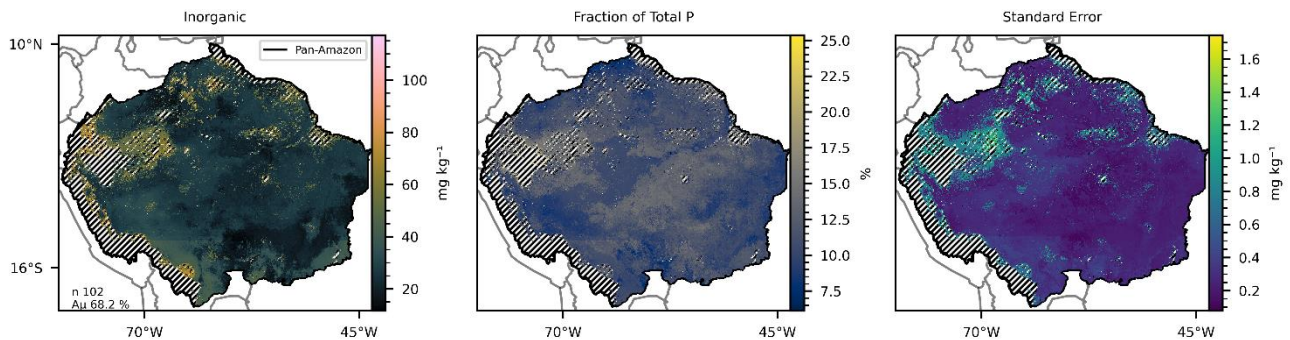 Inorganic
Fraction of Total P
Standard Error
10°N
16°S
Pan-Amazon
n 102
Aμ 68.2 %
70°W
45°W
100
80
60
40
20
mg kg⁻¹
70°W
45°W
25.0
22.5
20.0
17.5
15.0
12.5
10.0
7.5
%
70°W
45°W
1.6
1.4
1.2
1.0
0.8
0.6
0.4
0.2
mg kg⁻¹